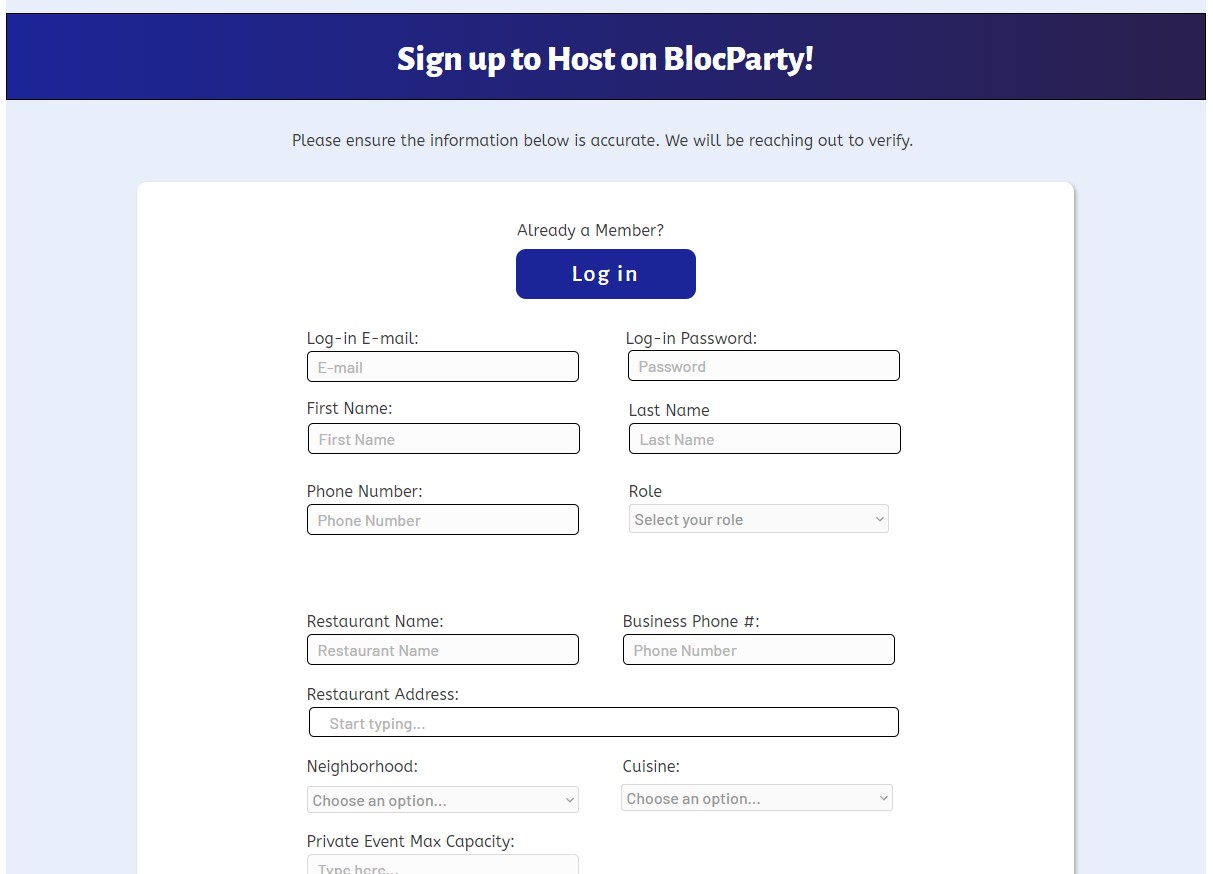 Sign up to Host on BlocParty!
Please ensure the information below is accurate. We will be reaching out to verify.
Already a Member?
Log in
Log-in E-mail: Log-in Password:
E-mail Password
First Name: Last Name
First Name Last Name
Phone Number: Role
Phone Number Select your role
Restaurant Name: Business Phone #:
Restaurant Name Phone Number
Restaurant Address:
Start typing...
Neighborhood: Cuisine:
Choose an option... Choose an option...
Private Event Max Capacity:
Type here...